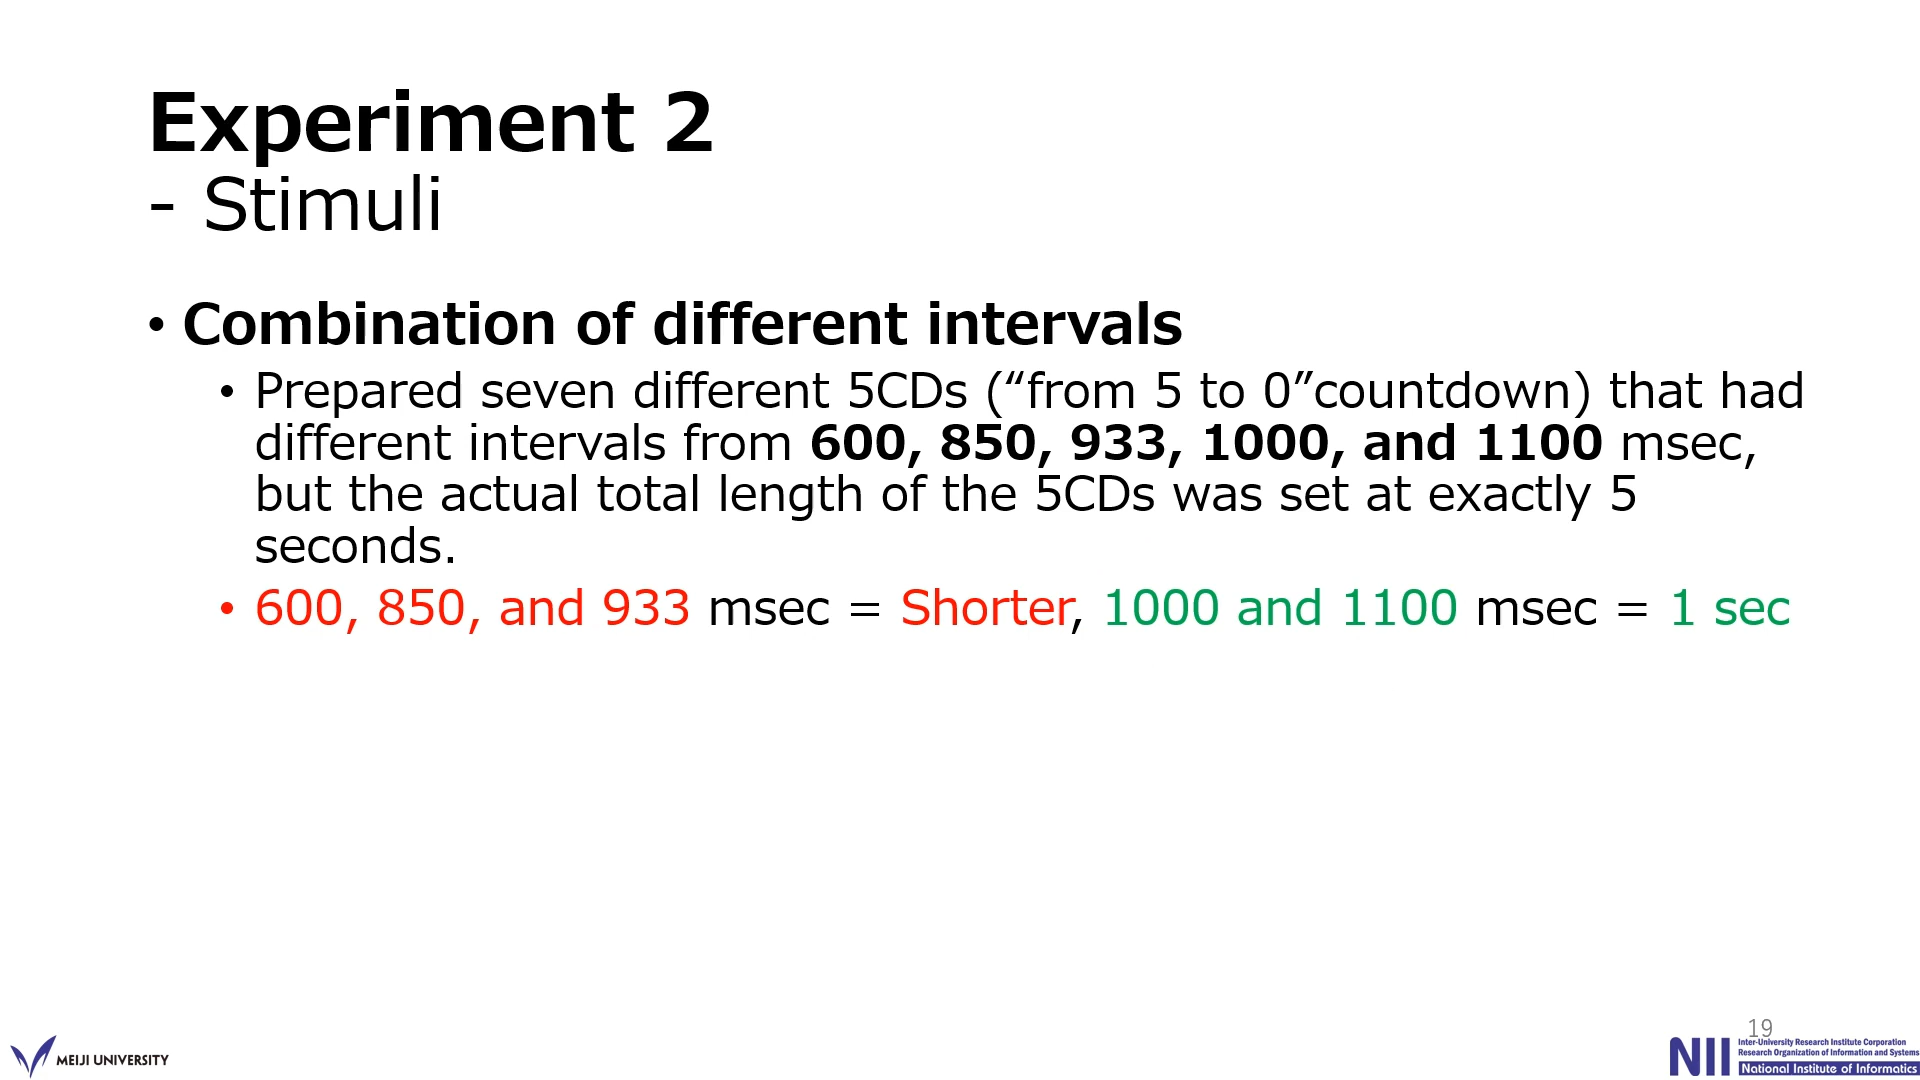 Experiment 2
- Stimuli
• Combination of different intervals
• Prepared seven different 5CDs (“from 5 to 0”countdown) that had
different intervals from 600, 850, 933, 1000, and 1100 msec,
but the actual total length of the 5CDs was set at exactly 5
seconds.
• 600, 850, and 933 msec = Shorter, 1000 and 1100 msec = 1 sec
MEIJI UNIVERSITY
19
NII
Inter-University Research Institute Corporation
Research Organization of Information and Systems
National Institute of Informatics